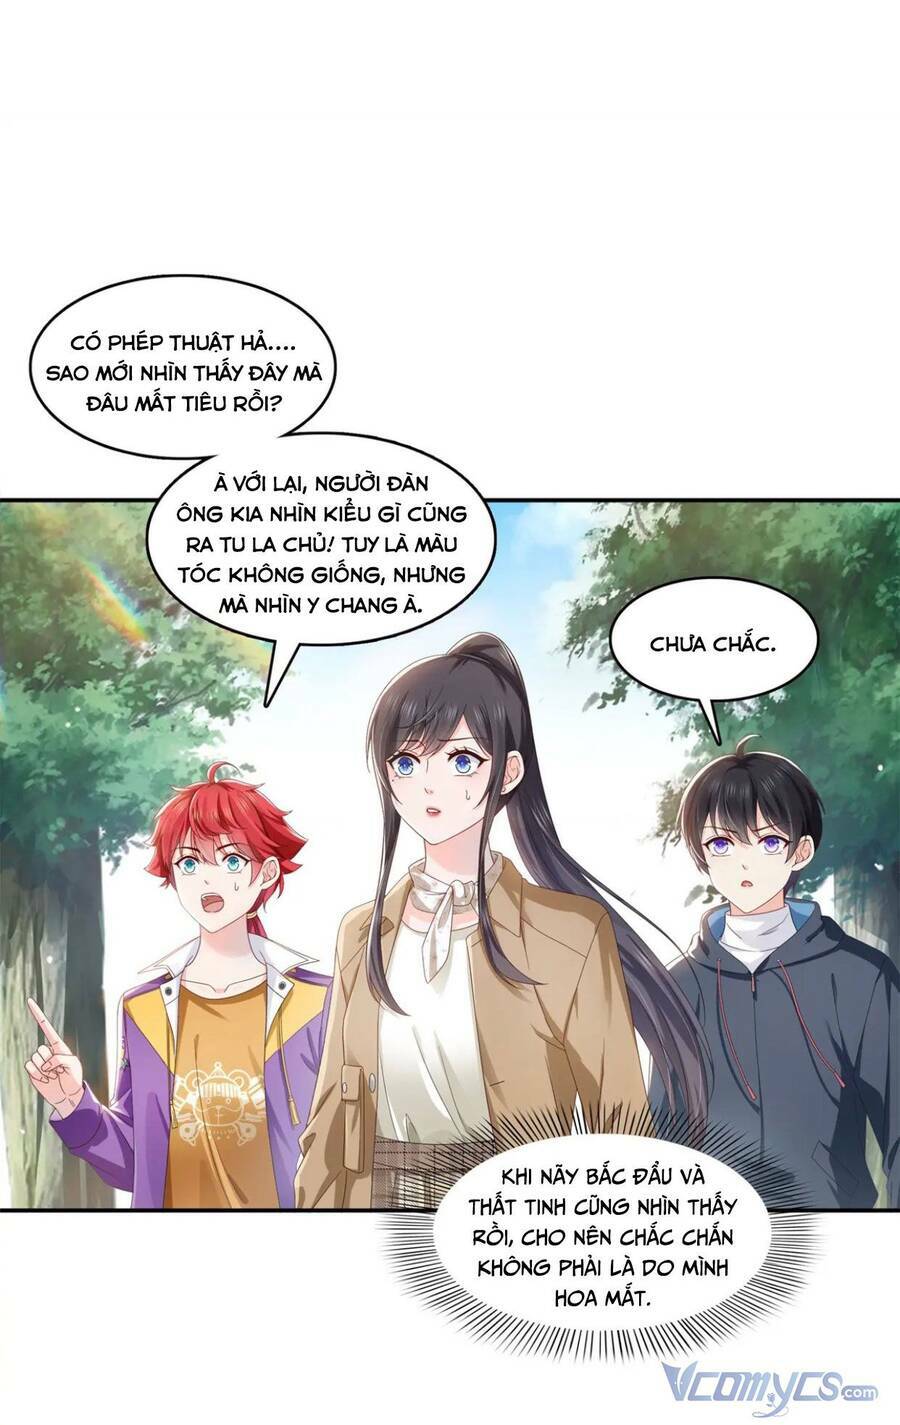 CÓ PHÉP THUẬT HẢ....
SAO MỚI NHÌN THẤY ĐÂY MÀ
ĐÂU MẤT TIÊU RỒI?
À VỚI LẠI, NGƯỜI ĐÀN
ÔNG KIA NHÌN KIỂU GÌ CŨNG
RA TU LA CHỦ! TUY LÀ MÀU
TÓC KHÔNG GIỐNG, NHƯNG
MÀ NHÌN Y CHANG À.
CHƯA CHẮC.
KHI NÃY BẮC ĐẨU VÀ
THẤT TINH CŨNG NHÌN THẤY
RỒI, CHO NÊN CHẮC CHẮN
KHÔNG PHẢI LÀ DO MÌNH
HOA MẮT.
VCOMYCS.com